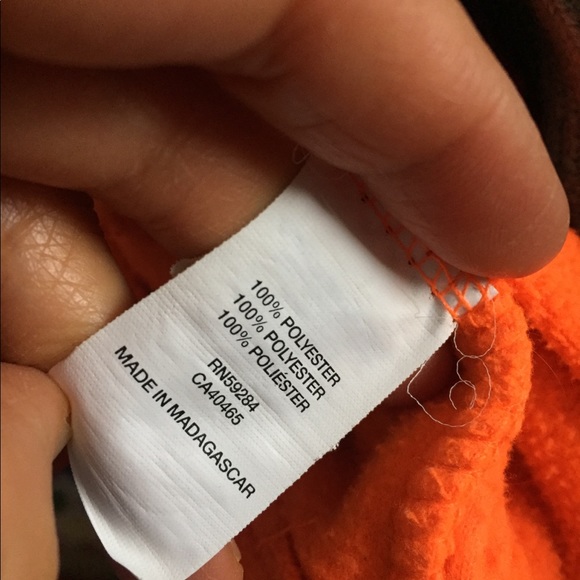 100% POLYESTER
100% POLYESTER
100% POLIÉSTER
RN59284
CA40465
MADE IN MADAGASCAR